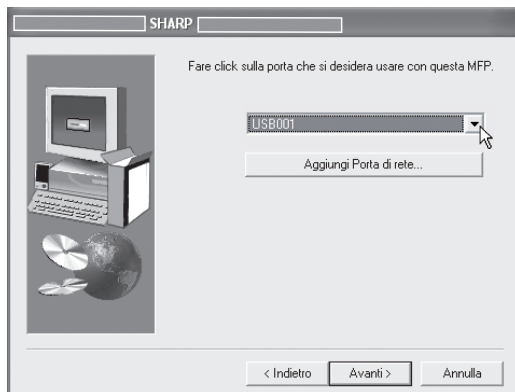 SHARP
Fare click sulla porta che si desidera usare con questa MFP.
USB001
Aggiungi Porta di rete...
< Indietro
Avanti >
Annulla